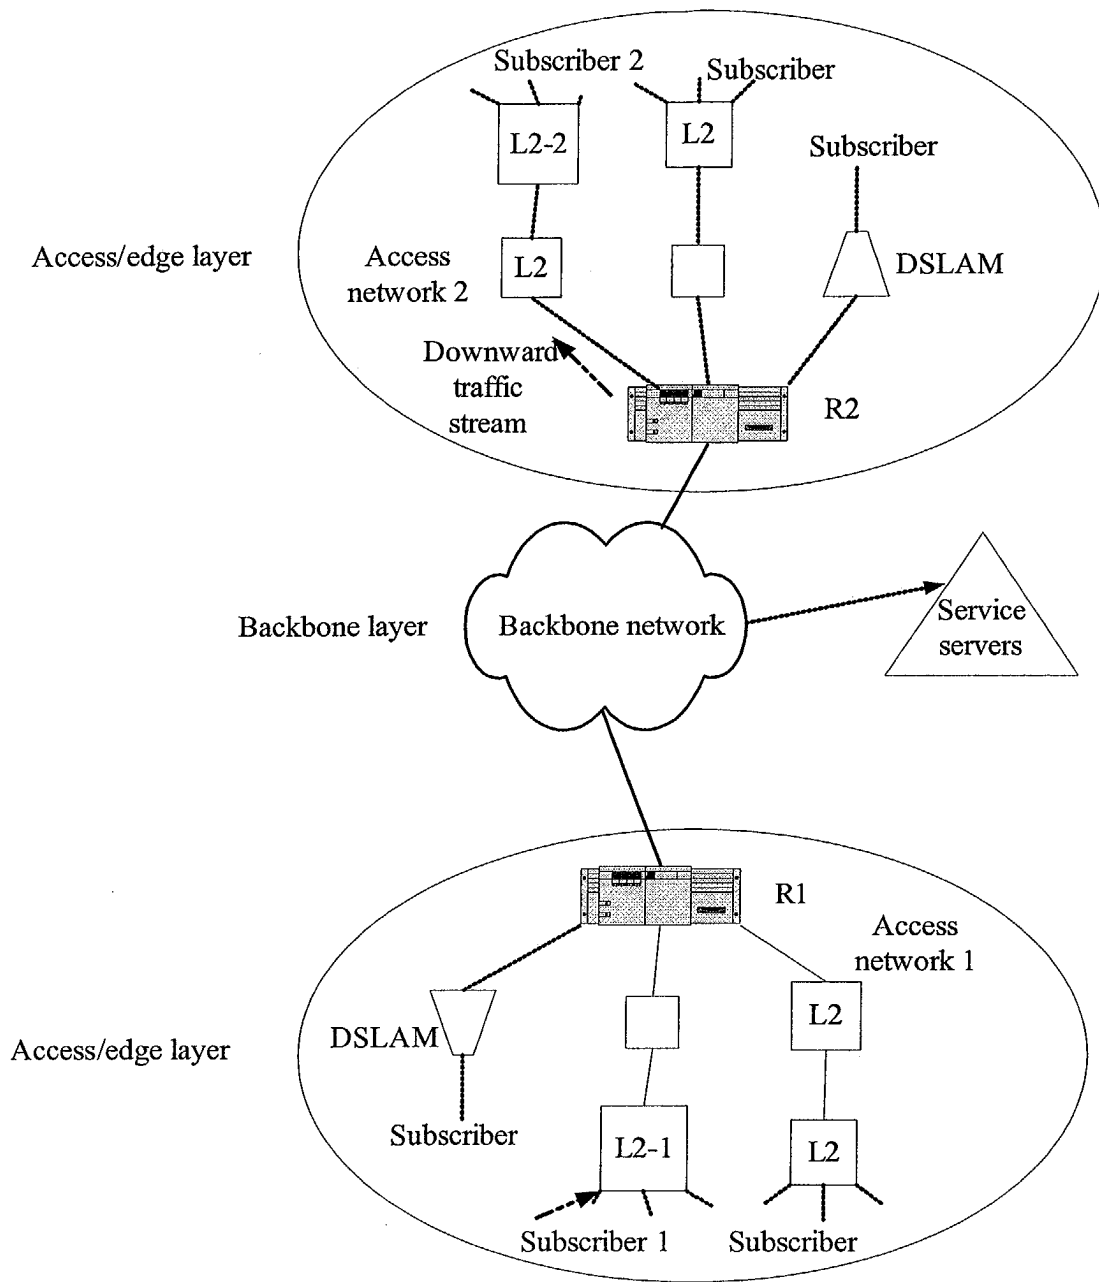 Subscriber 2
Subscriber
L2-2
L2
Subscriber
Access/edge layer
Access
network 2
L2
DSLAM
Downward
traffic
stream
R2
Backbone layer
Backbone network
Service
servers
R1
Access
network 1
DSLAM
L2
Access/edge layer
Subscriber
L2-1
L2
Subscriber 1
Subscriber